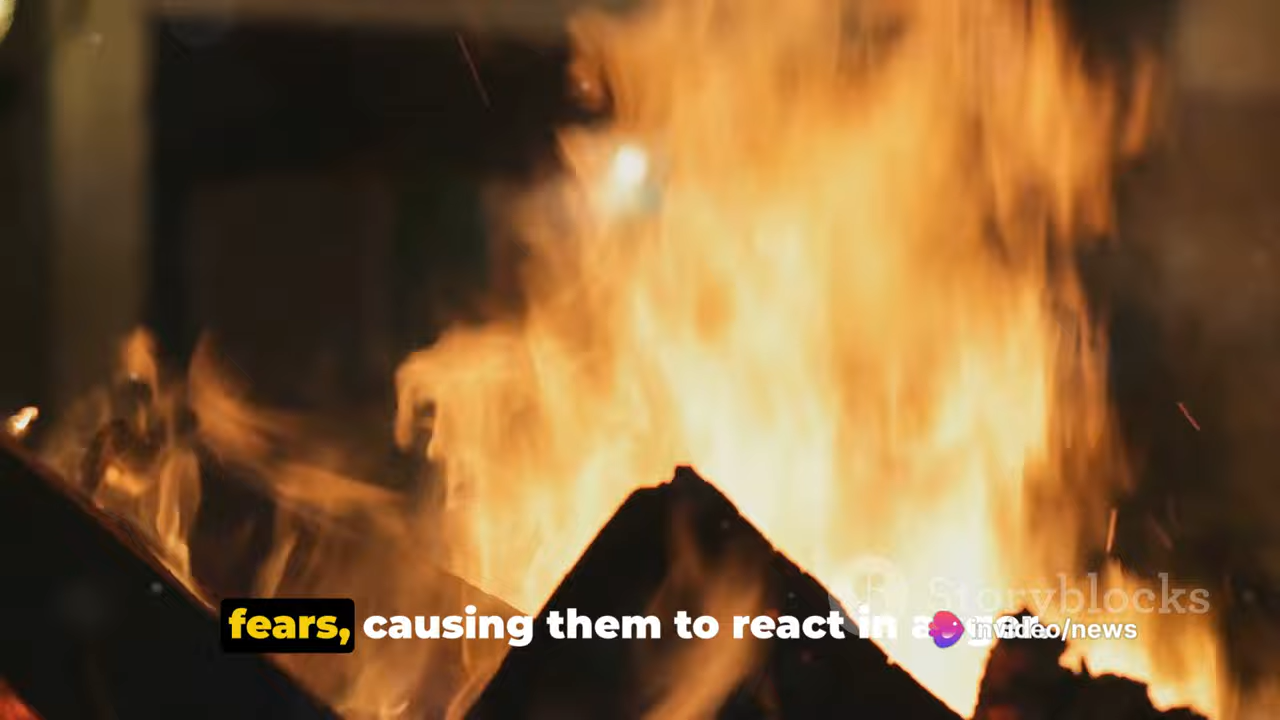 Storyblocks
fears, causing them to react in
invideo/news